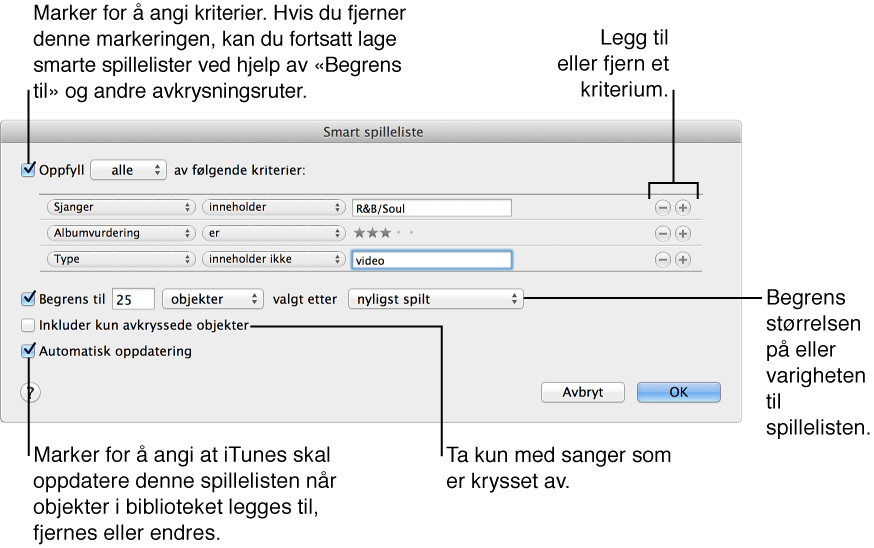 Marker for å angi kriterier. Hvis du fjerner
denne markeringen, kan du fortsatt lage
smarte spillelister ved hjelp av «Begrens
til» og andre avkrysningsruter.
Legg til
eller fjern et
kriterium.
Smart spilleliste
Oppfyll alle av følgende kriterier:
Sjanger inneholder R&B/Soul
Albumvurdering er
Type inneholder ikke video
Begrens til 25 objekter valgt etter nyligst spilt
Inkluder kun avkryssede objekter
Automatisk oppdatering
? Avbryt OK
Begrens
størrelsen
på eller
varigheten
til
spillelisten.
Marker for å angi at iTunes skal
oppdatere denne spillelisten når
objekter i biblioteket legges til,
fjernes eller endres.
Ta kun med sanger som
er krysset av.